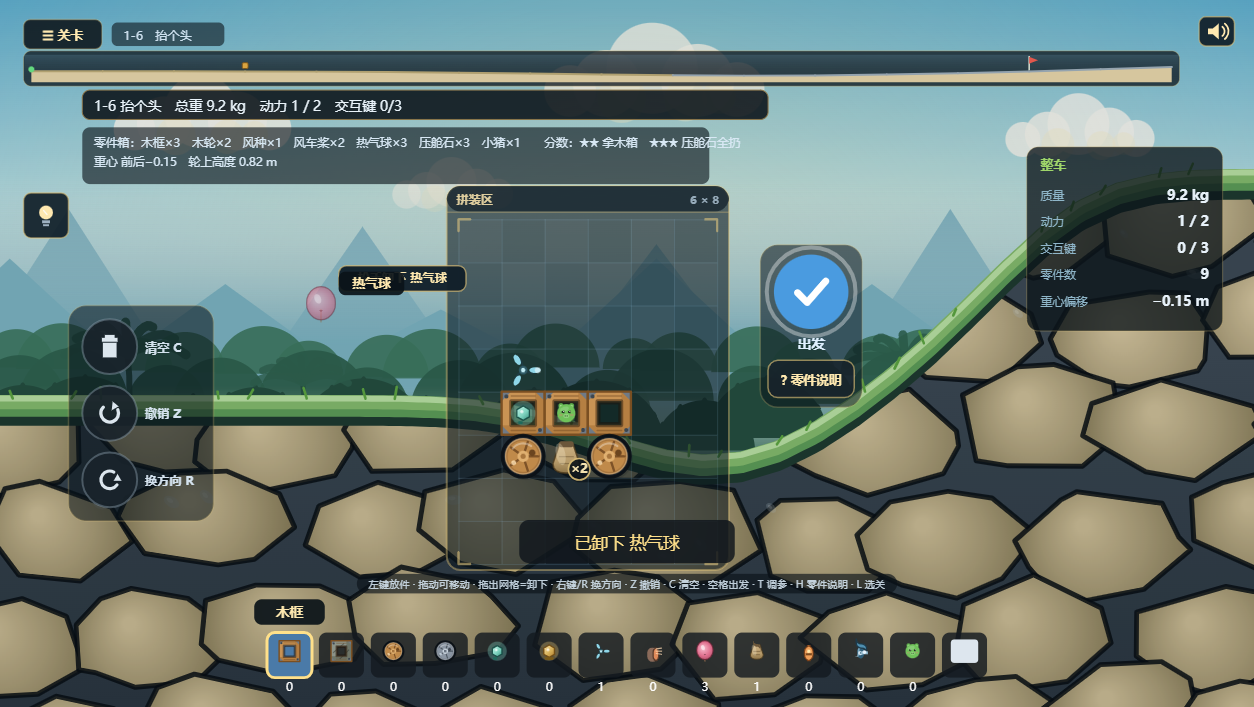 ☰ 关卡
1-6 抬个头
1-6 抬个头 总重 9.2 kg 动力 1 / 2 交互键 0/3
零件箱：木框×3 木轮×2 风种×1 风车桨×2 热气球×3 压舱石×3 小猪×1 分数：★★ 拿木箱 ★★★ 压舱石全扔
重心 前后−0.15 轮上高度 0.82 m
拼装区
6 × 8
整车
质量 9.2 kg
动力 1 / 2
交互键 0 / 3
零件数 9
重心偏移 −0.15 m
热气球
热气球
清空 C
撤销 Z
换方向 R
出发
? 零件说明
×2
已卸下 热气球
左键放件 · 拖动可移动 · 拖出网格=卸下 · 右键/R 换方向 · Z 撤销 · C 清空 · 空格出发 · T 调参 · H 零件说明 · L 选关
木框
0 0 0 0 0 0 1 0 3 1 0 0 0